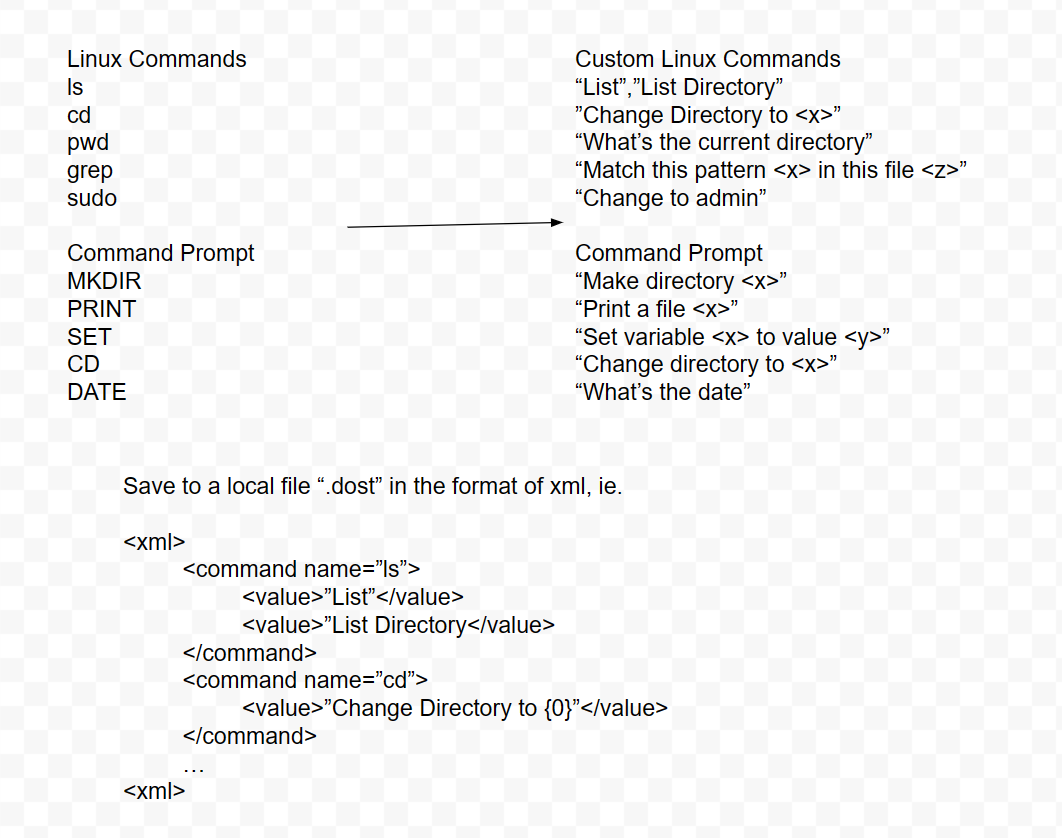 Linux Commands
ls
cd
pwd
grep
sudo
Command Prompt
MKDIR
PRINT
SET
CD
DATE
Custom Linux Commands
“List”,”List Directory”
”Change Directory to <x>”
“What’s the current directory”
“Match this pattern <x> in this file <z>”
“Change to admin”
Command Prompt
“Make directory <x>”
“Print a file <x>”
“Set variable <x> to value <y>”
“Change directory to <x>”
“What’s the date”
Save to a local file “.dost” in the format of xml, ie.
<xml>
<command name=”ls”>
<value>”List”</value>
<value>”List Directory</value>
</command>
<command name=”cd”>
<value>”Change Directory to {0}”</value>
</command>
…
<xml>